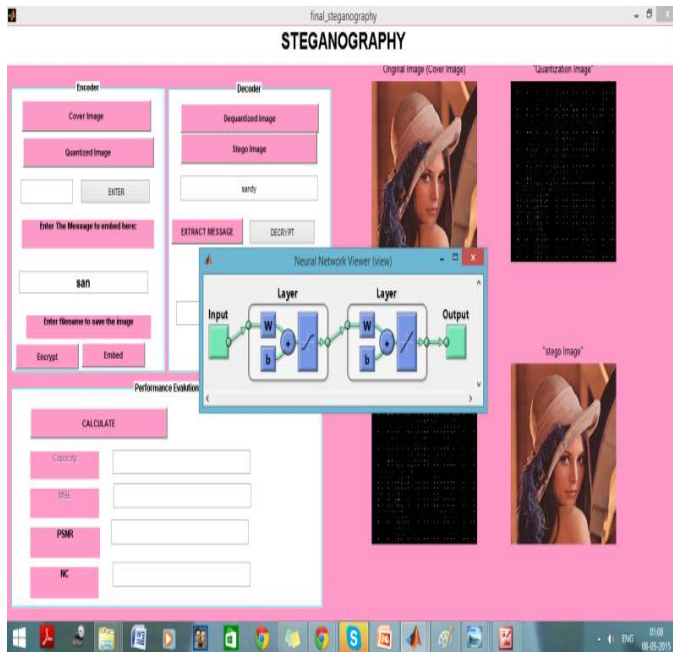 final_steganography
STEGANOGRAPHY
Encoder
Cover Image
Quantized Image
ENTER
Enter The Message to embed here:
san
Enter filename to save the image
Encrypt
Embed
Decoder
Dequantized Image
Stego Image
sandy
EXTRACT MESSAGE
DECRYPT
Original Image (Cover Image)
"Quantization Image"
Neural Network Viewer (view)
Input
Layer
W
b
+
Layer
W
b
+
Output
"stego Image"
Performance Evalution
CALCULATE
Capacity
MSE
PSNR
NC
ENG
01:08
08-05-2015